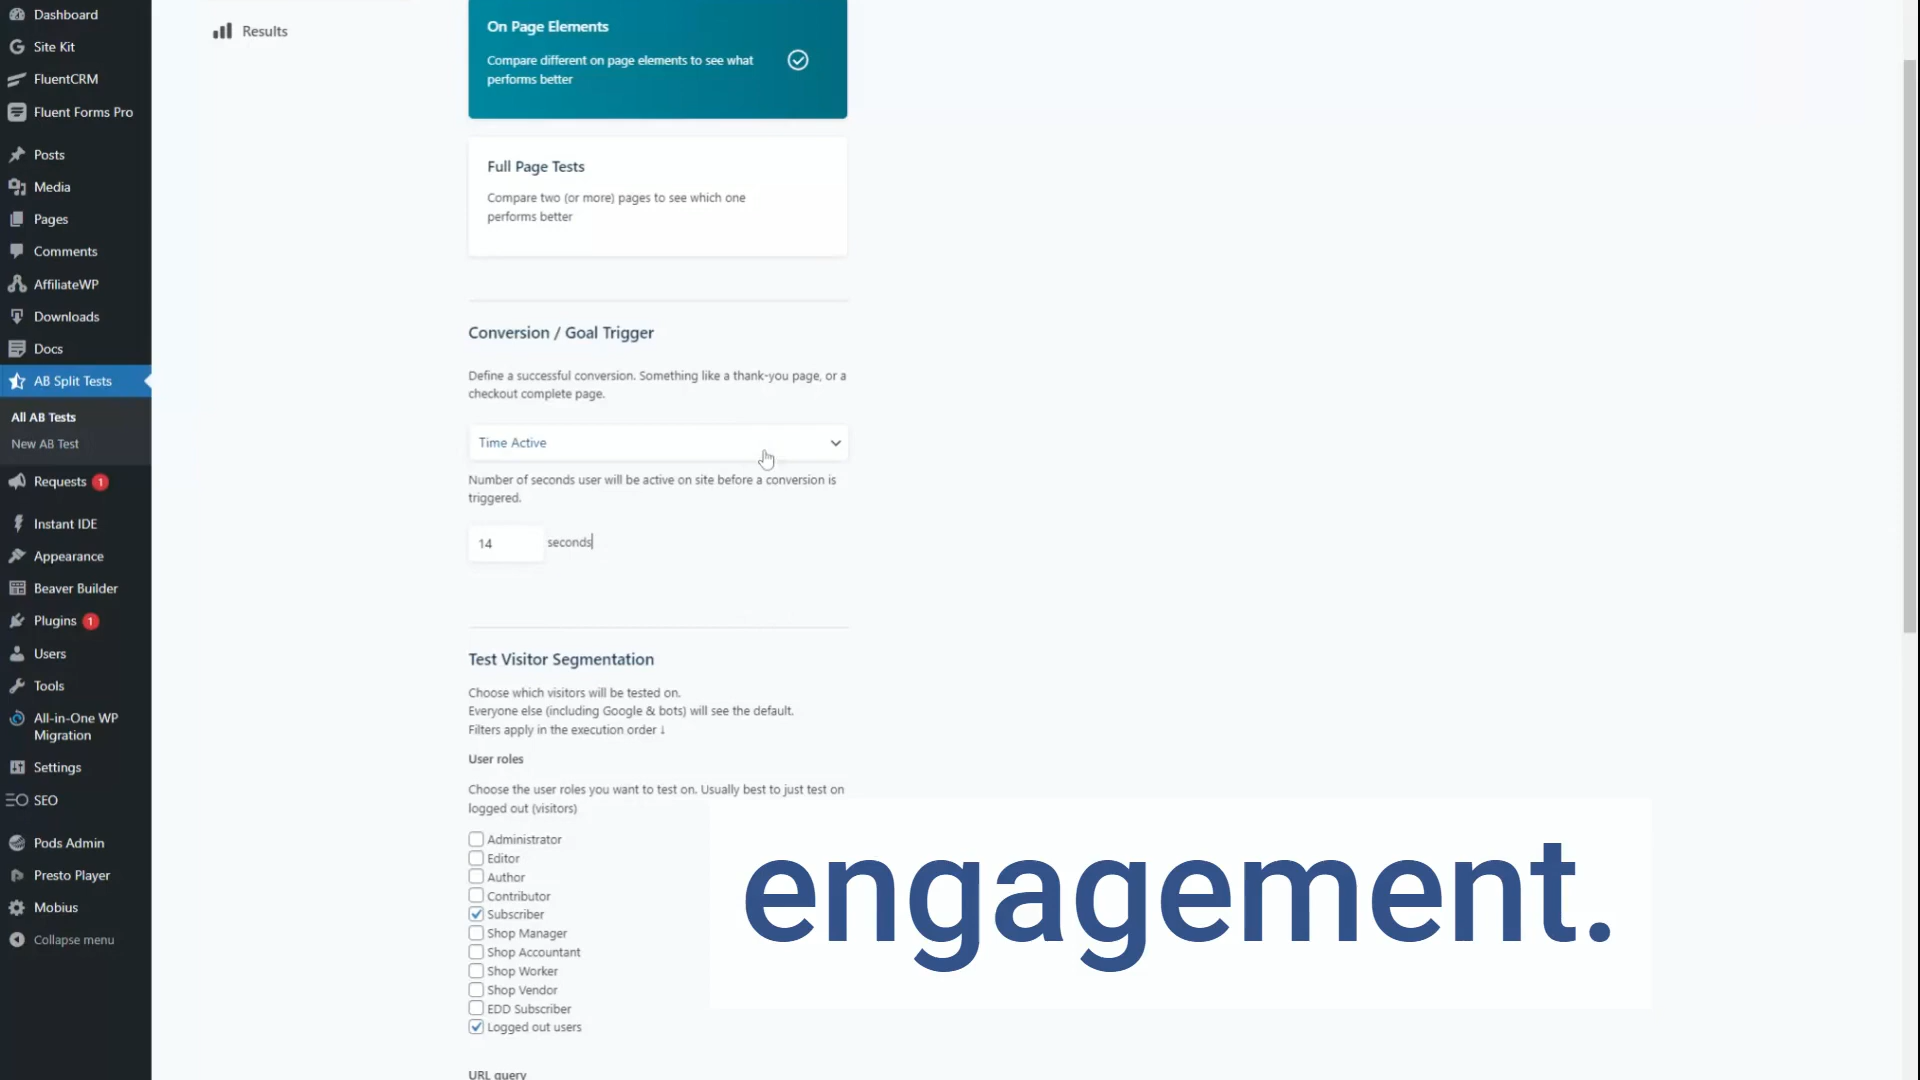 Dashboard
Site Kit
FluentCRM
Fluent Forms Pro
Posts
Media
Pages
Comments
AffiliateWP
Downloads
Docs
AB Split Tests
All AB Tests
New AB Test
Requests 1
Instant IDE
Appearance
Beaver Builder
Plugins 1
Users
Tools
All-in-One WP
Migration
Settings
SEO
Pods Admin
Presto Player
Mobius
Collapse menu
Results
On Page Elements
Compare different on page elements to see what
performs better
Full Page Tests
Compare two (or more) pages to see which one
performs better
Conversion / Goal Trigger
Define a successful conversion. Something like a thank-you page, or a
checkout complete page.
Time Active
Number of seconds user will be active on site before a conversion is
triggered.
14 seconds
Test Visitor Segmentation
Choose which visitors will be tested on.
Everyone else (including Google & bots) will see the default.
Filters apply in the execution order ↓
User roles
Choose the user roles you want to test on. Usually best to just test on
logged out (visitors)
Administrator
Editor
Author
Contributor
Subscriber
Shop Manager
Shop Accountant
Shop Worker
Shop Vendor
EDD Subscriber
Logged out users
URL query
engagement.